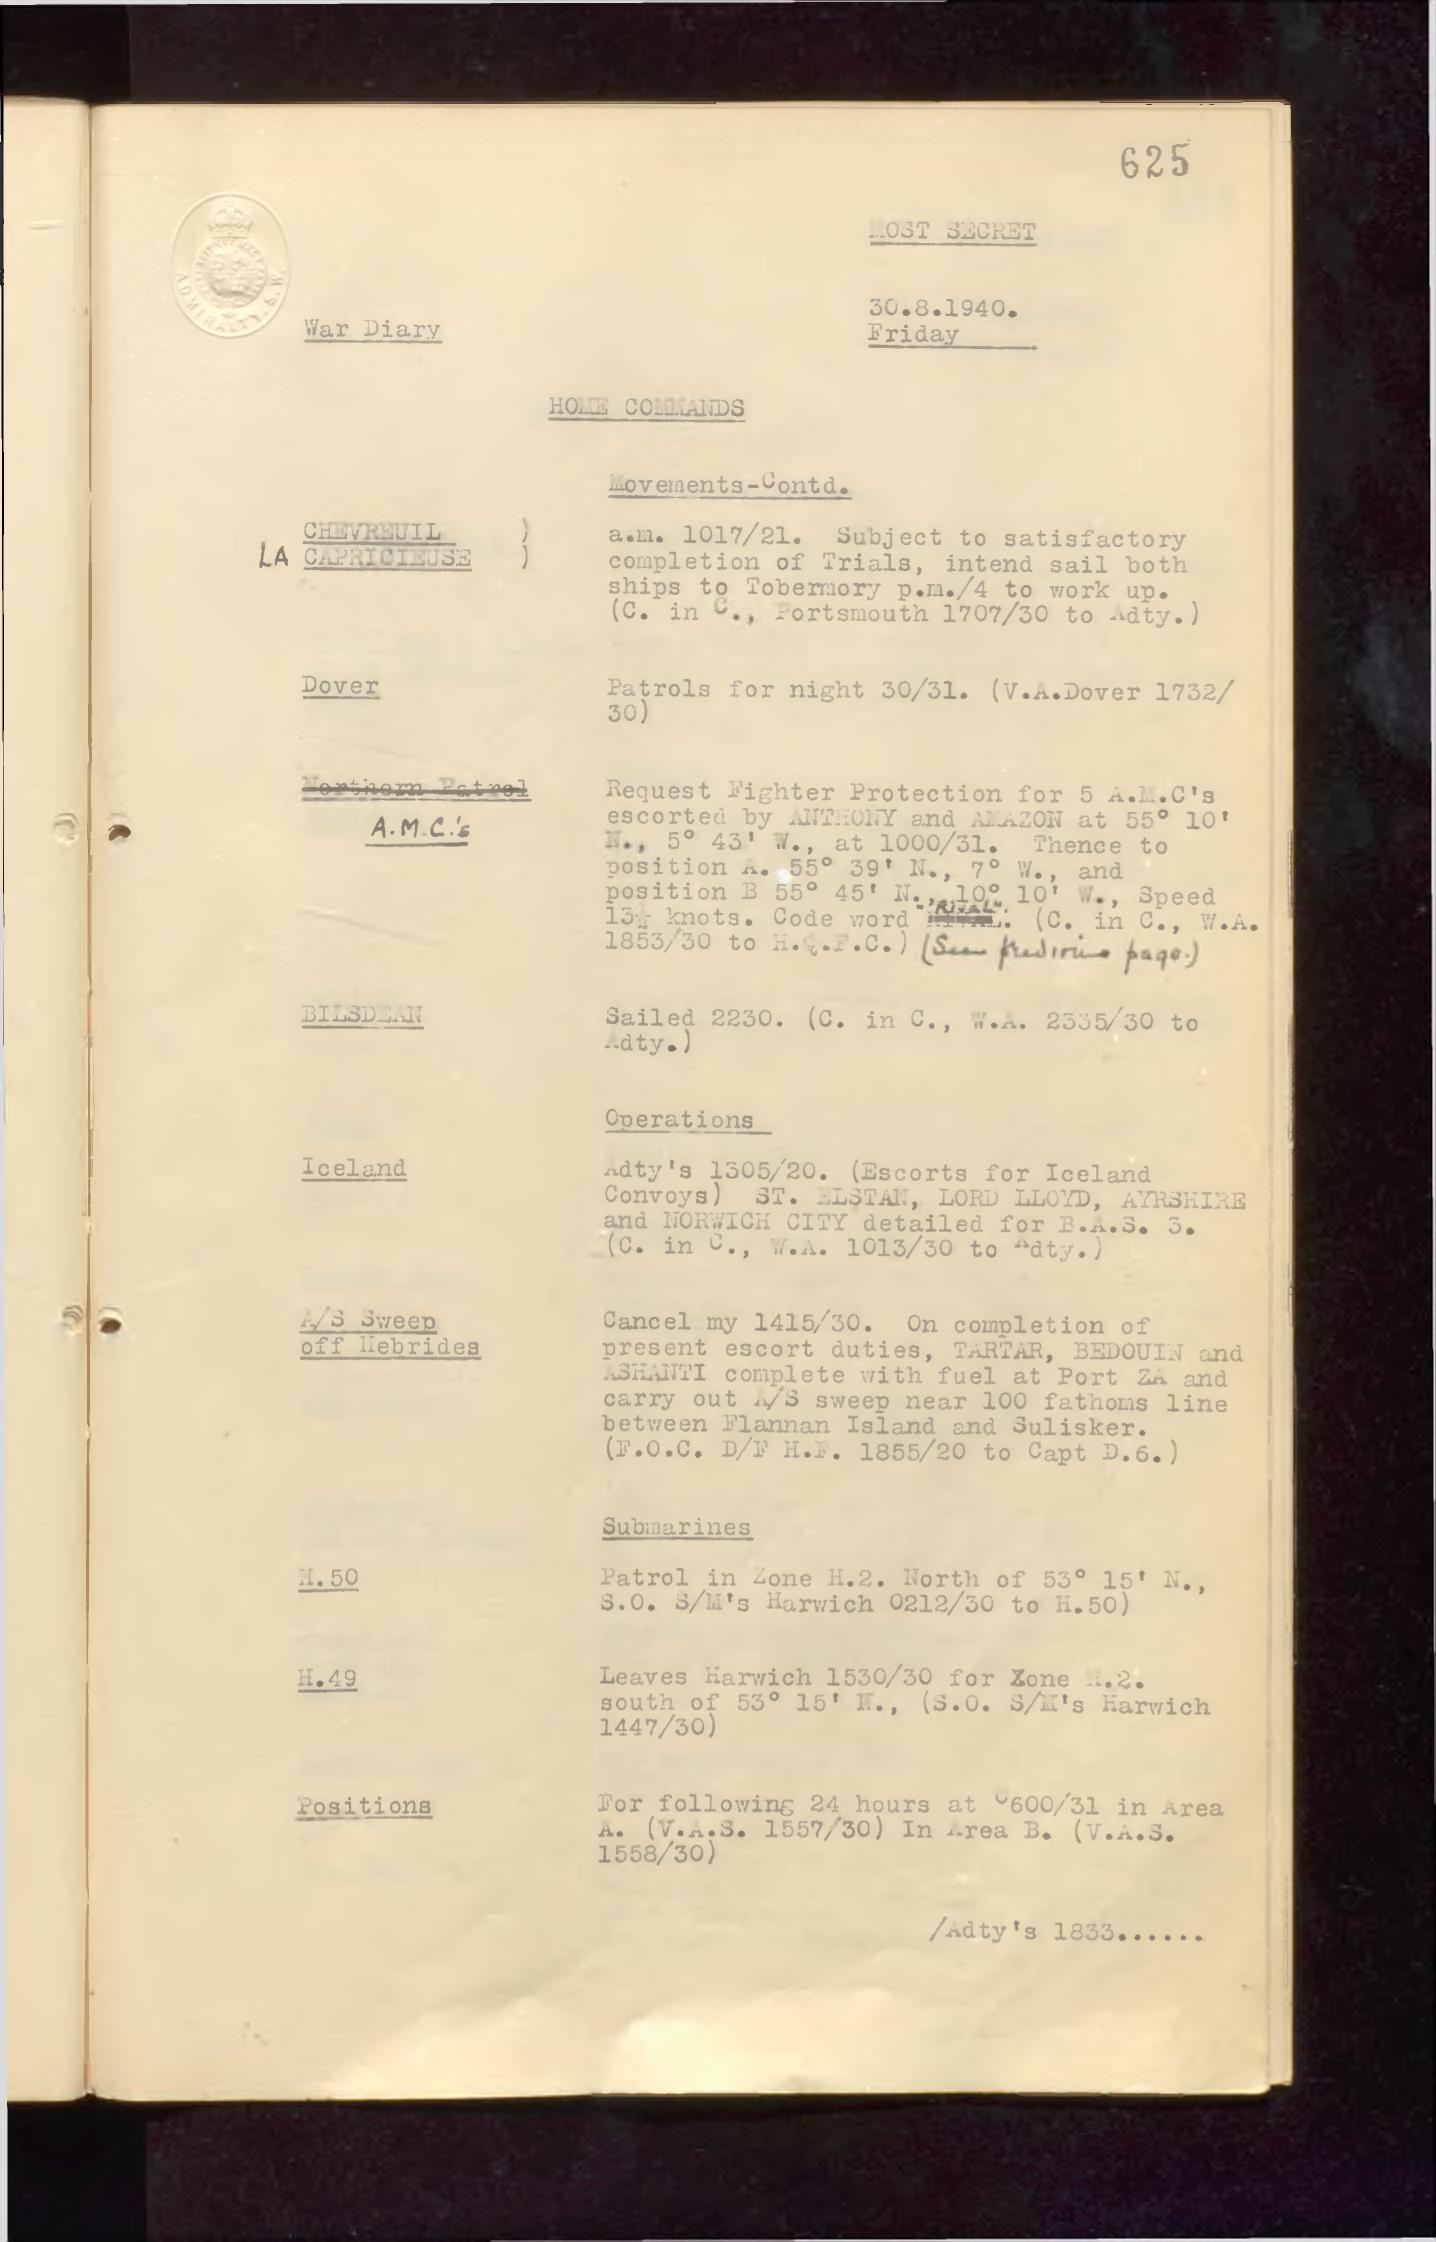 625
MOST SECRET
ADMIRALTY. S.W.
30.8.1940.
War Diary
Friday
HOME COMMANDS
Movements-Contd.
CHEVREUIL )
LA CAPRICIEUSE )
a.m. 1017/21. Subject to satisfactory
completion of Trials, intend sail both
ships to Tobermory p.m./4 to work up.
(C. in C., Portsmouth 1707/30 to Adty.)
Dover
Patrols for night 30/31. (V.A.Dover 1732/
30)
Northern Patrol
A.M.C.'s
Request Fighter Protection for 5 A.M.C's
escorted by ANTHONY and AMAZON at 55° 10'
N., 5° 43' W., at 1000/31. Thence to
position A. 55° 39' N., 7° W., and
position B 55° 45' N., 10° 10' W., Speed
13½ knots. Code word "RIVAL". (C. in C., W.A.
1853/30 to H.Q.F.C.) (See previous page.)
BILSDEAN
Sailed 2230. (C. in C., W.A. 2335/30 to
Adty.)
Operations
Iceland
Adty's 1305/20. (Escorts for Iceland
Convoys) ST. ELSTAN, LORD LLOYD, AYRSHIRE
and NORWICH CITY detailed for B.A.S. 3.
(C. in C., W.A. 1013/30 to Adty.)
A/S Sweep
off Hebrides
Cancel my 1415/30. On completion of
present escort duties, TARTAR, BEDOUIN and
ASHANTI complete with fuel at Port ZA and
carry out A/S sweep near 100 fathoms line
between Flannan Island and Sulisker.
(F.O.C. D/F H.F. 1855/20 to Capt D.6.)
Submarines
H.50
Patrol in Zone H.2. North of 53° 15' N.,
S.O. S/M's Harwich 0212/30 to H.50)
H.49
Leaves Harwich 1530/30 for Zone H.2.
south of 53° 15' N., (S.O. S/M's Harwich
1447/30)
Positions
For following 24 hours at 0600/31 in Area
A. (V.A.S. 1557/30) In Area B. (V.A.S.
1558/30)
/Adty's 1833......